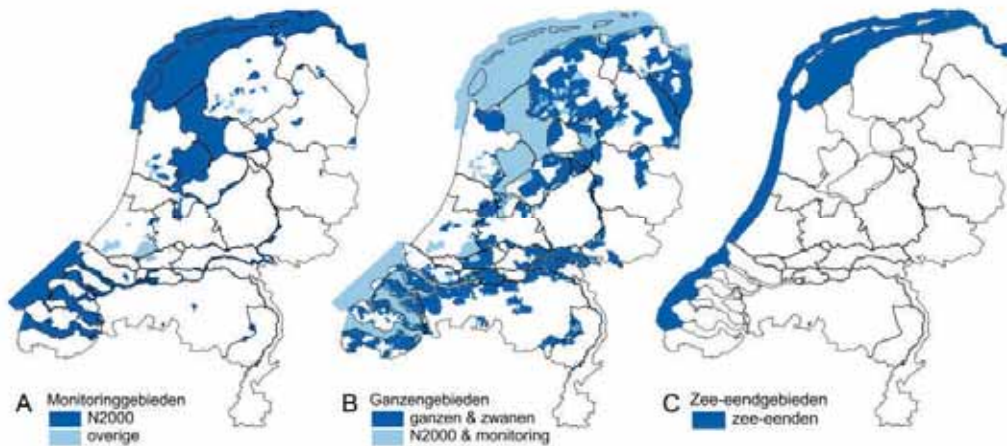 A Monitoringgebieden
N2000
overige
B Ganzengebieden
ganzen & zwanen
N2000 & monitoring
C Zee-eendgebieden
zee-eenden